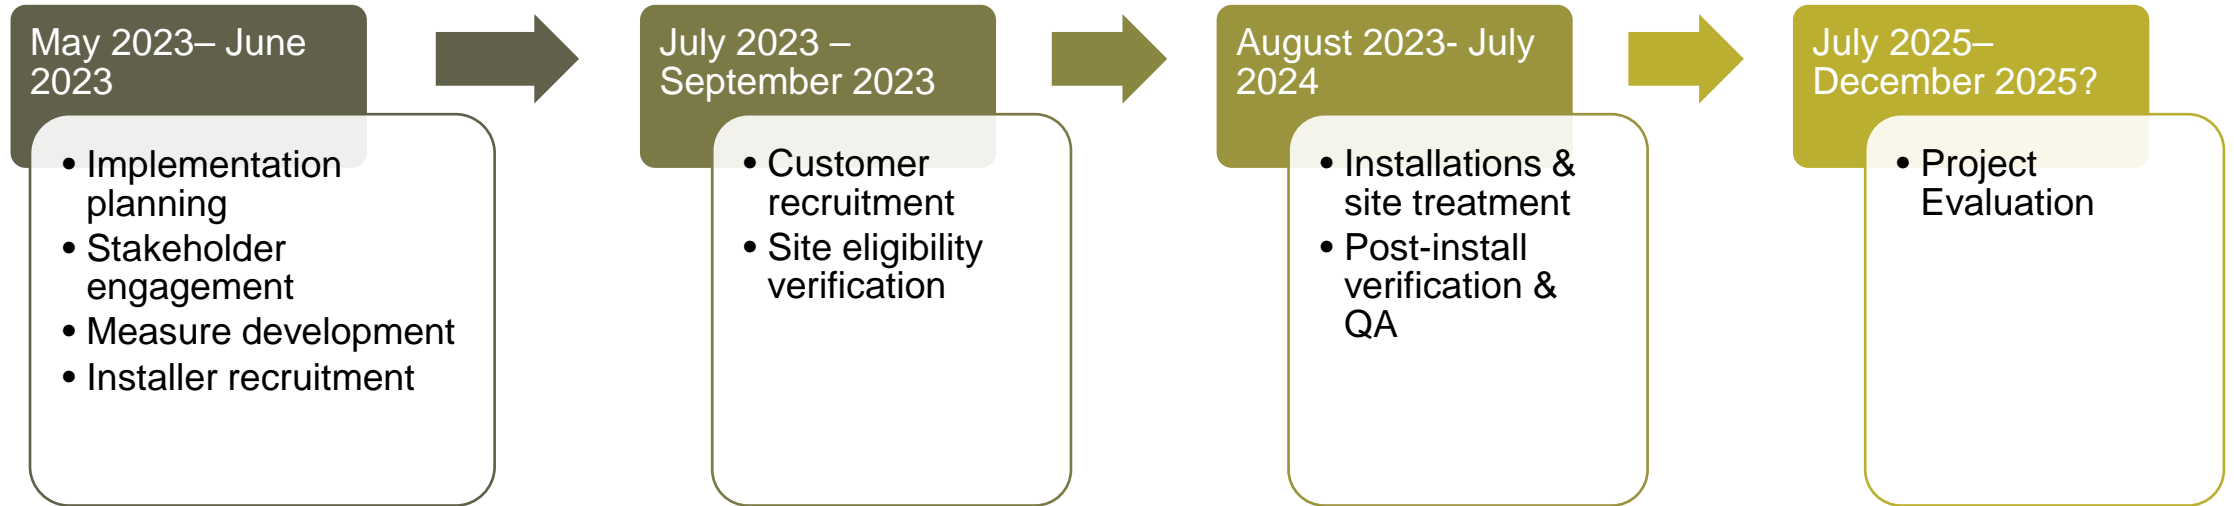 May 2023– June
2023
• Implementation
planning
• Stakeholder
engagement
• Measure development
• Installer recruitment
July 2023 –
September 2023
• Customer
recruitment
• Site eligibility
verification
August 2023- July
2024
• Installations &
site treatment
• Post-install
verification &
QA
July 2025–
December 2025?
• Project
Evaluation